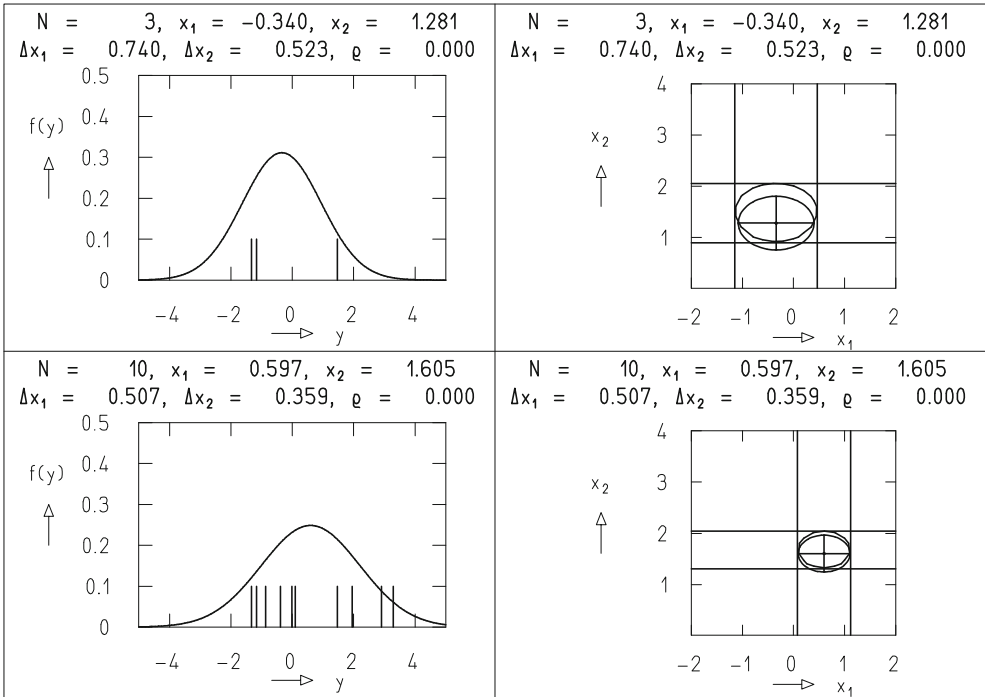 N = 3, x₁ = −0.340, x₂ = 1.281
Δx₁ = 0.740, Δx₂ = 0.523, ϱ = 0.000
0.5
0.4
f(y)
0.3
0.2
0.1
0
−4 −2 0 2 4
y
N = 3, x₁ = −0.340, x₂ = 1.281
Δx₁ = 0.740, Δx₂ = 0.523, ϱ = 0.000
4
x₂
3
2
1
−2 −1 0 1 2
x₁
N = 10, x₁ = 0.597, x₂ = 1.605
Δx₁ = 0.507, Δx₂ = 0.359, ϱ = 0.000
0.5
0.4
f(y)
0.3
0.2
0.1
0
−4 −2 0 2 4
y
N = 10, x₁ = 0.597, x₂ = 1.605
Δx₁ = 0.507, Δx₂ = 0.359, ϱ = 0.000
4
x₂
3
2
1
−2 −1 0 1 2
x₁